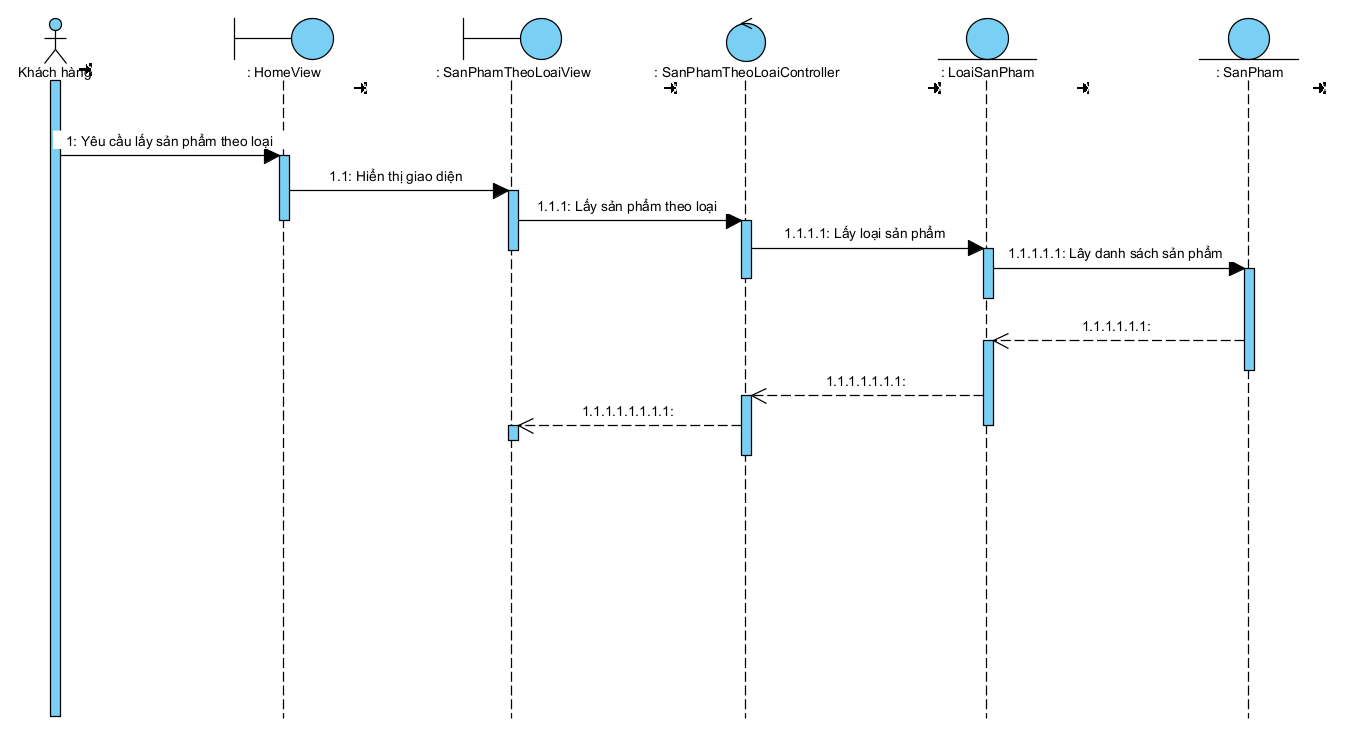 Khách hàng
: HomeView
: SanPhamTheoLoaiView
: SanPhamTheoLoaiController
: LoaiSanPham
: SanPham
1: Yêu cầu lấy sản phẩm theo loại
1.1: Hiển thị giao diện
1.1.1: Lấy sản phẩm theo loại
1.1.1.1: Lấy loại sản phẩm
1.1.1.1.1: Lây danh sách sản phẩm
1.1.1.1.1.1:
1.1.1.1.1.1.1:
1.1.1.1.1.1.1.1: